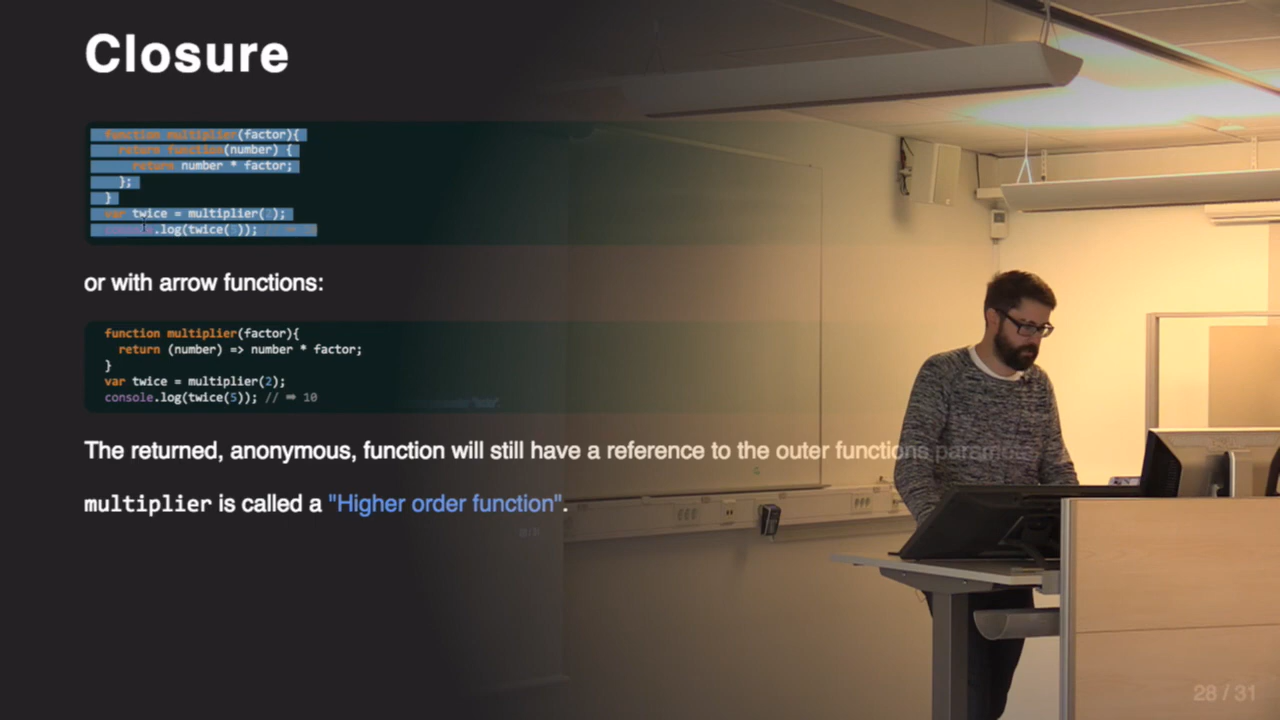 Closure
function multiplier(factor){
return function(number) {
return number * factor;
};
}
var twice = multiplier(2);
console.log(twice(5)); // ⇒ 10
or with arrow functions:
function multiplier(factor){
return (number) => number * factor;
}
var twice = multiplier(2);
console.log(twice(5)); // ⇒ 10
The returned, anonymous, function will still have a reference to the outer functions
multiplier is called a "Higher order function".
28 / 31